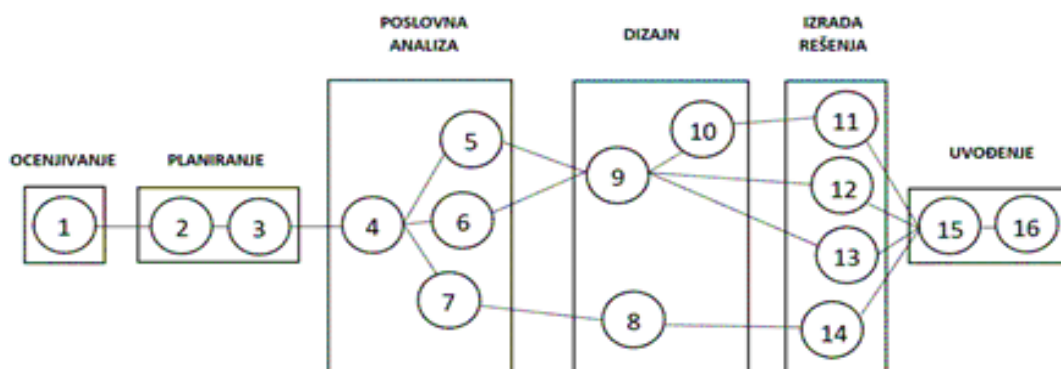 POSLOVNA
ANALIZA
DIZAJN
IZRADA
REŠENJA
OCENJIVANJE
PLANIRANJE
UVOĐENJE
1
2
3
4
5
6
7
8
9
10
11
12
13
14
15
16